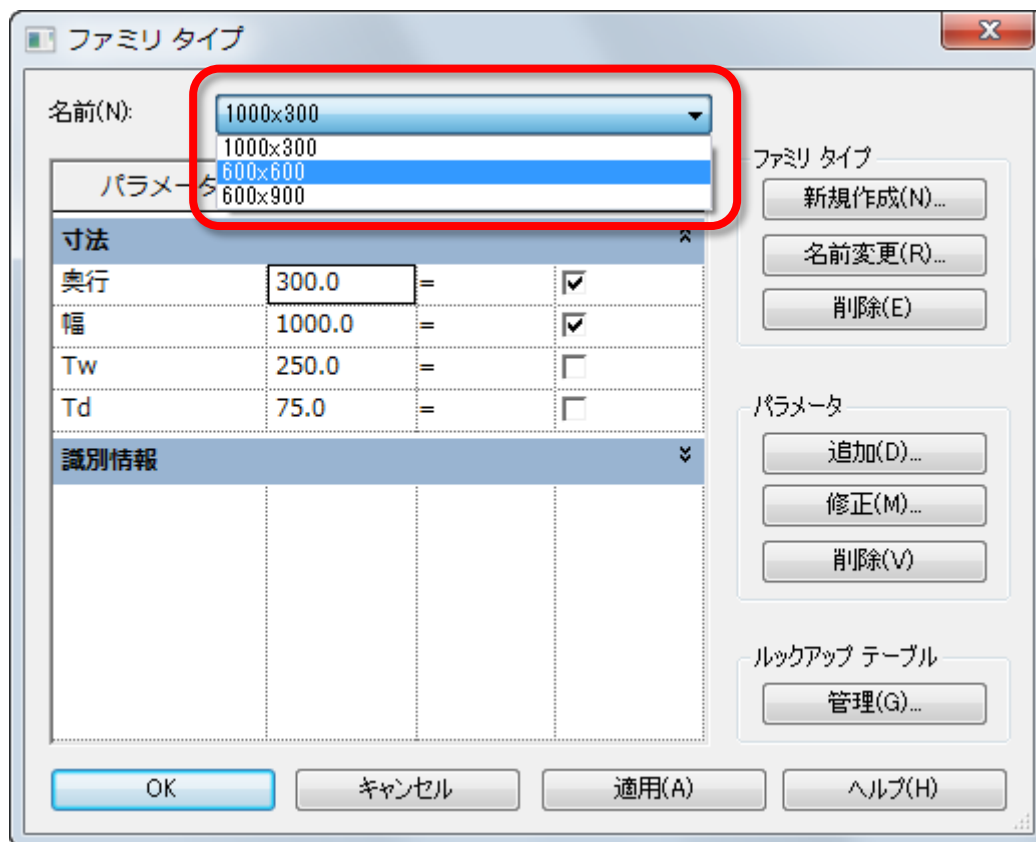 ファミリ タイプ
名前(N):
1000x300
1000x300
600x600
600x900
パラメータ
寸法
奥行 300.0 =
幅 1000.0 =
Tw 250.0 =
Td 75.0 =
識別情報
ファミリ タイプ
新規作成(N)...
名前変更(R)...
削除(E)
パラメータ
追加(D)...
修正(M)...
削除(V)
ルックアップ テーブル
管理(G)...
OK キャンセル 適用(A) ヘルプ(H)